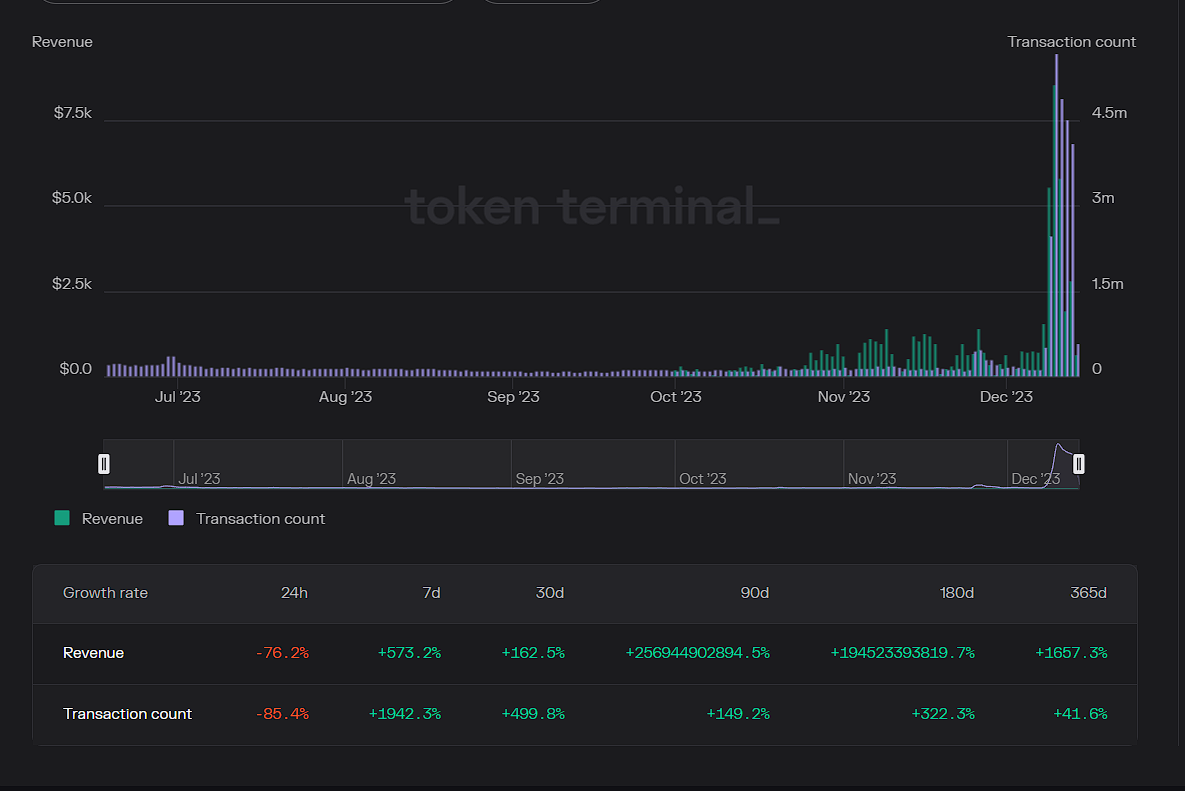 Revenue Transaction count
$7.5k 4.5m
$5.0k 3m
token terminal_
$2.5k 1.5m
$0.0 0
Jul '23 Aug '23 Sep '23 Oct '23 Nov '23 Dec '23
Jul '23 Aug '23 Sep '23 Oct '23 Nov '23 Dec '23
Revenue Transaction count
Growth rate 24h 7d 30d 90d 180d 365d
Revenue -76.2% +573.2% +162.5% +256944902894.5% +194523393819.7% +1657.3%
Transaction count -85.4% +1942.3% +499.8% +149.2% +322.3% +41.6%